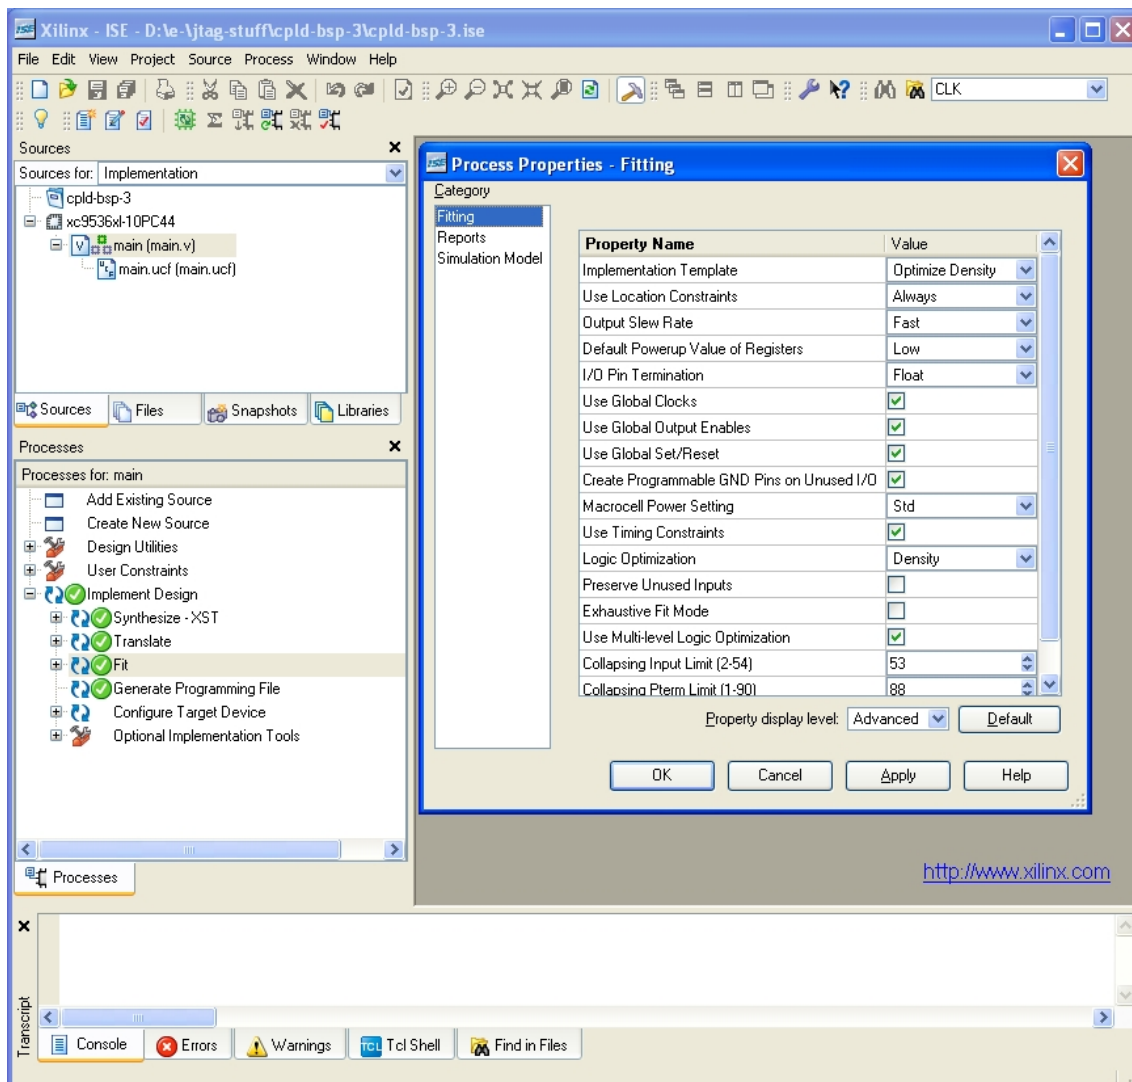 Xilinx - ISE - D:\e-\jtag-stuff\cpld-bsp-3\cpld-bsp-3.ise
File Edit View Project Source Process Window Help
CLK
Sources
Sources for: Implementation
cpld-bsp-3
xc9536xl-10PC44
main (main.v)
main.ucf (main.ucf)
Sources Files Snapshots Libraries
Processes
Processes for: main
Add Existing Source
Create New Source
Design Utilities
User Constraints
Implement Design
Synthesize - XST
Translate
Fit
Generate Programming File
Configure Target Device
Optional Implementation Tools
Processes
Process Properties - Fitting
Category
Fitting
Reports
Simulation Model
Property Name Value
Implementation Template Optimize Density
Use Location Constraints Always
Output Slew Rate Fast
Default Powerup Value of Registers Low
I/O Pin Termination Float
Use Global Clocks
Use Global Output Enables
Use Global Set/Reset
Create Programmable GND Pins on Unused I/O
Macrocell Power Setting Std
Use Timing Constraints
Logic Optimization Density
Preserve Unused Inputs
Exhaustive Fit Mode
Use Multi-level Logic Optimization
Collapsing Input Limit (2-54) 53
Collapsing Pterm Limit (1-90) 88
Property display level: Advanced Default
OK Cancel Apply Help
http://www.xilinx.com
Transcript
Console Errors Warnings Tcl Shell Find in Files